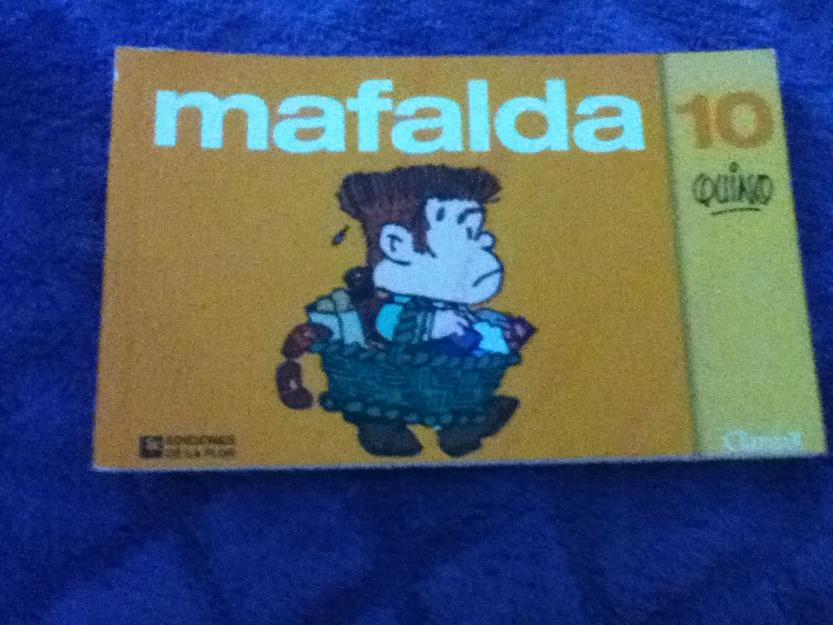 mafalda
10
QUINO
EDICIONES
DE LA FLOR
Clarín